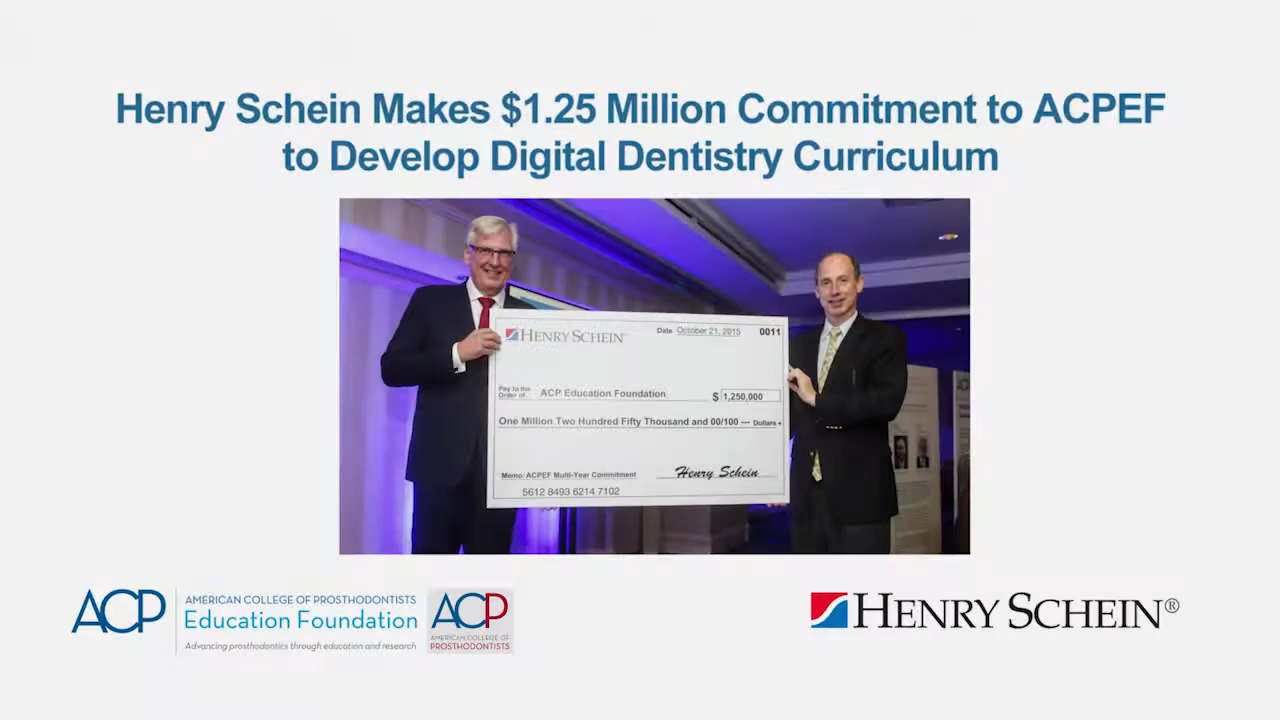 Henry Schein Makes $1.25 Million Commitment to ACPEF
to Develop Digital Dentistry Curriculum
HENRY SCHEIN
Date October 21, 2015 0011
Pay to the
Order of: ACP Education Foundation $ 1,250,000
One Million Two Hundred Fifty Thousand and 00/100 --- Dollars
Memo: ACPEF Multi-Year Commitment Henry Schein
5612 8493 6214 7102
ACP
AMERICAN COLLEGE OF PROSTHODONTISTS
Education Foundation
Advancing prosthodontics through education and research
ACP
AMERICAN COLLEGE OF
PROSTHODONTISTS
HENRY SCHEIN®